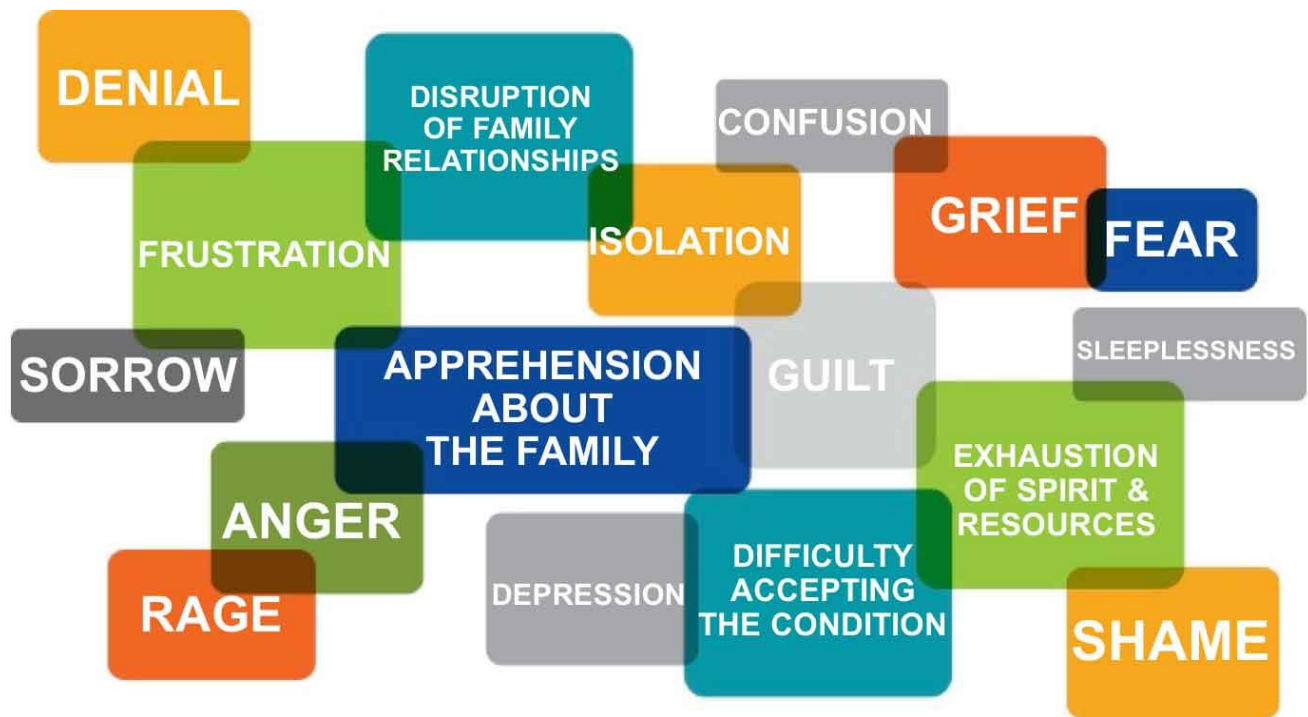 DENIAL
DISRUPTION
OF FAMILY
RELATIONSHIPS
CONFUSION
GRIEF
FEAR
FRUSTRATION
ISOLATION
SORROW
APPREHENSION
ABOUT
THE FAMILY
GUILT
SLEEPLESSNESS
ANGER
EXHAUSTION
OF SPIRIT &
RESOURCES
RAGE
DEPRESSION
DIFFICULTY
ACCEPTING
THE CONDITION
SHAME